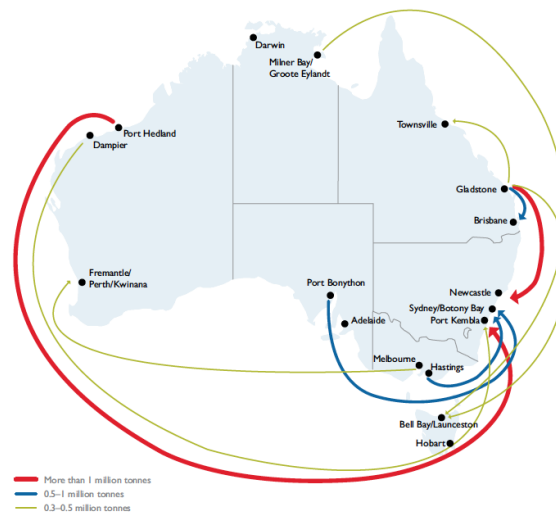 Darwin
Milner Bay/
Groote Eylandt
Port Hedland
Dampier
Townsville
Gladstone
Brisbane
Fremantle/
Perth/Kwinana
Port Bonython
Adelaide
Newcastle
Sydney/Botony Bay
Port Kembla
Melbourne
Hastings
Bell Bay/Launceston
Hobart
More than 1 million tonnes
0.5–1 million tonnes
0.3–0.5 million tonnes